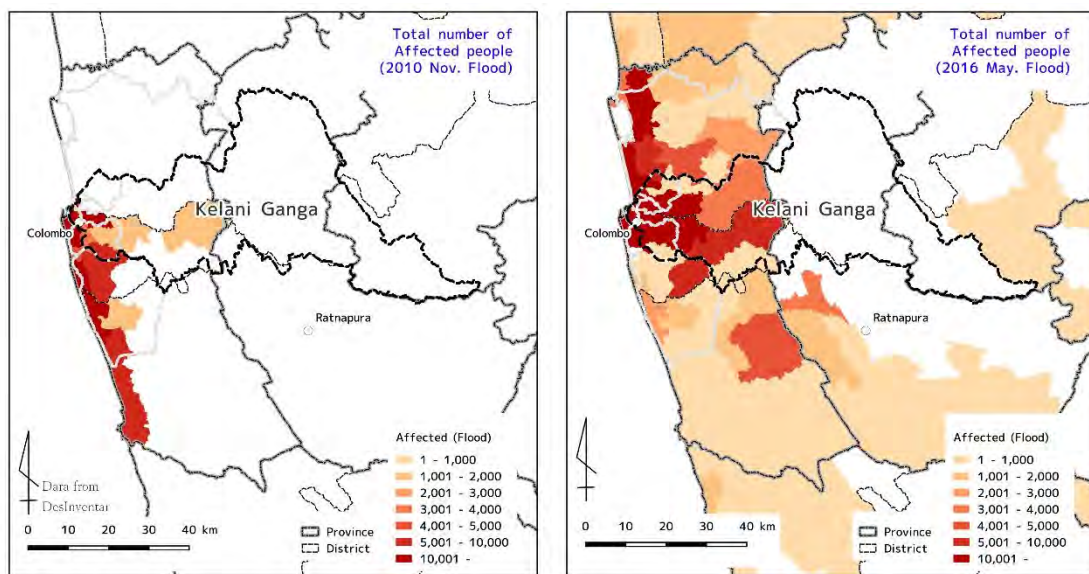 Total number of
Affected people
(2010 Nov. Flood)
Kelani Ganga
Colombo
Ratnapura
Affected (Flood)
1 - 1,000
1,001 - 2,000
2,001 - 3,000
3,001 - 4,000
4,001 - 5,000
5,001 - 10,000
10,001 -
Province
District
Dara from
DesInventar
0 10 20 30 40 km
Total number of
Affected people
(2016 May. Flood)
Kelani Ganga
Colombo
Ratnapura
Affected (Flood)
1 - 1,000
1,001 - 2,000
2,001 - 3,000
3,001 - 4,000
4,001 - 5,000
5,001 - 10,000
10,001 -
Province
District
0 10 20 30 40 km